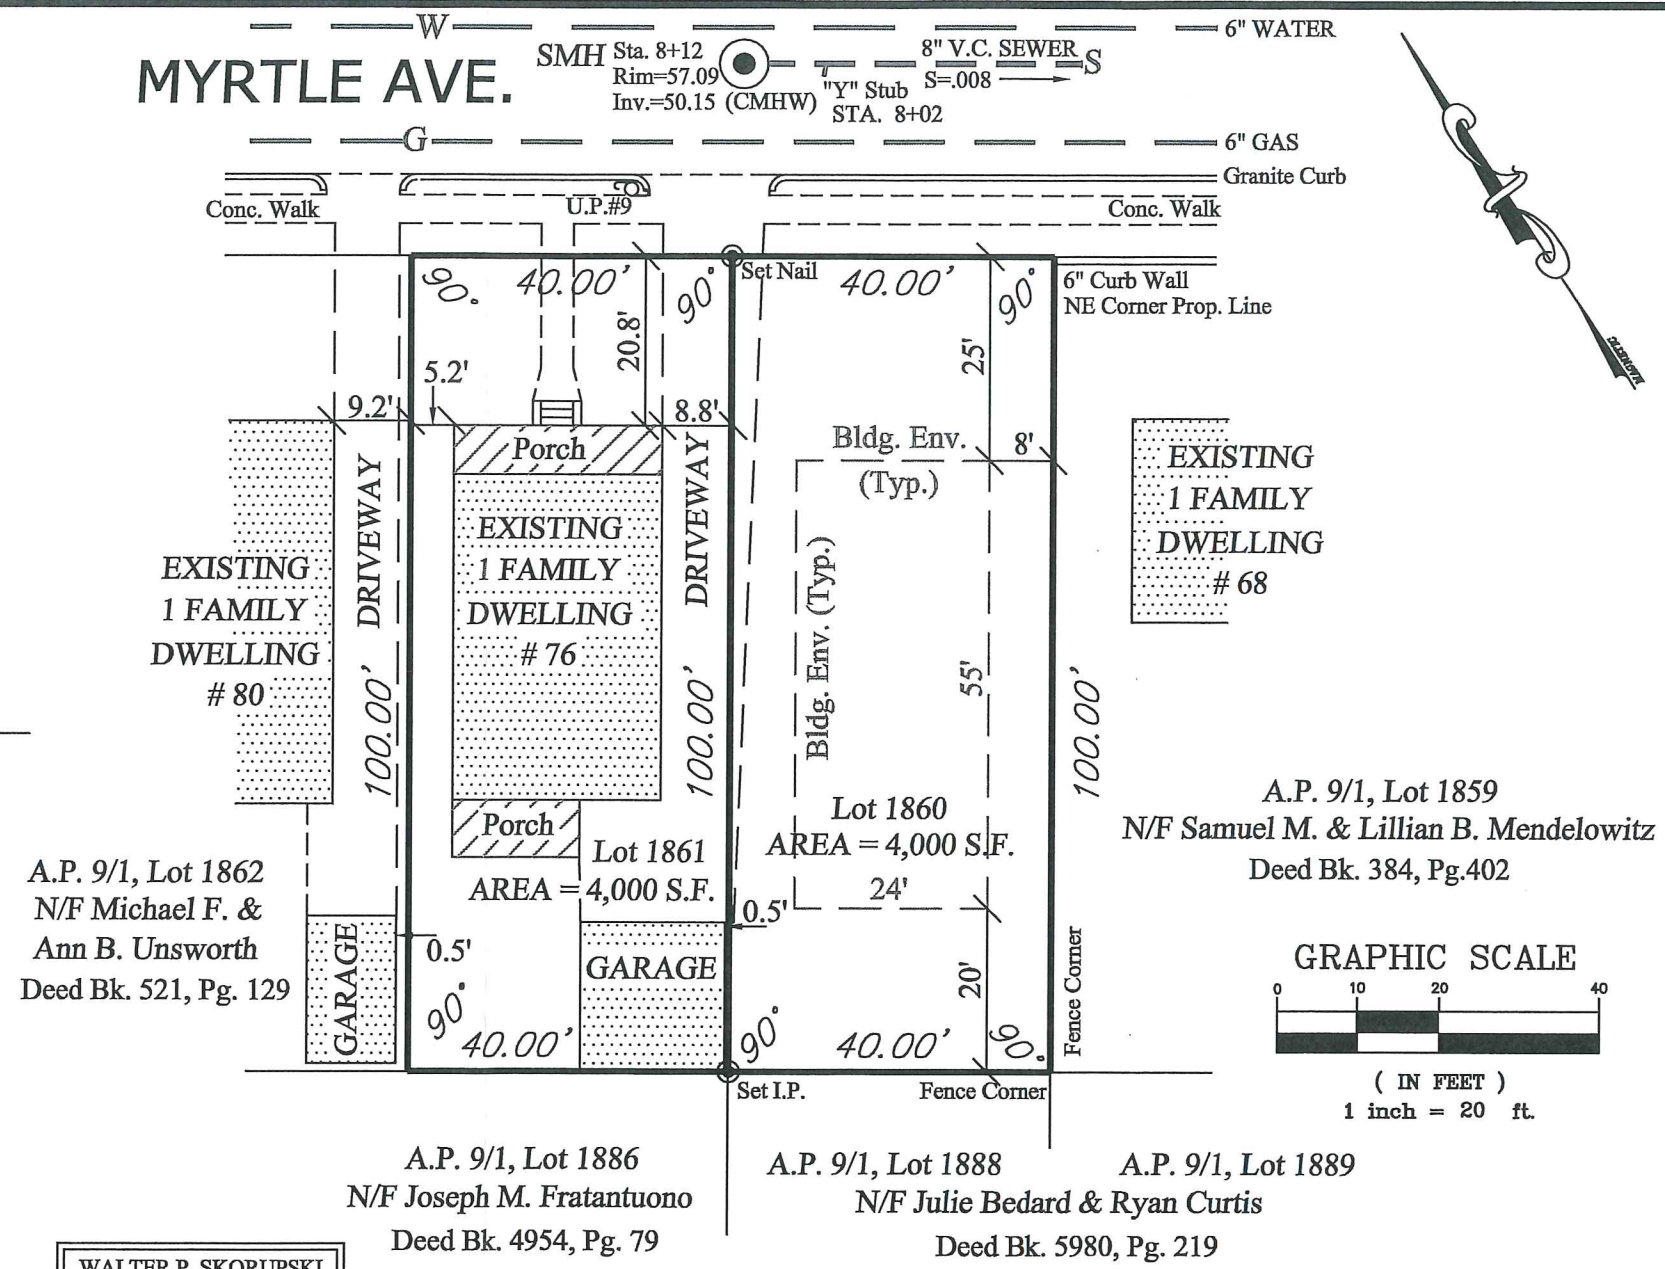 W
6" WATER
MYRTLE AVE.
SMH Sta. 8+12
Rim=57.09
Inv.=50.15 (CMHW)
8" V.C. SEWER
S
S=.008
"Y" Stub
STA. 8+02
G
6" GAS
Granite Curb
Conc. Walk
U.P.#9
Conc. Walk
MAGNETIC
Set Nail
90°
40.00'
90°
40.00'
90°
6" Curb Wall
NE Corner Prop. Line
20.8'
25'
5.2'
9.2'
8.8'
8'
Porch
Bldg. Env.
(Typ.)
DRIVEWAY
DRIVEWAY
EXISTING
1 FAMILY
DWELLING
# 80
EXISTING
1 FAMILY
DWELLING
# 76
EXISTING
1 FAMILY
DWELLING
# 68
Bldg. Env. (Typ.)
55'
100.00'
100.00'
100.00'
Porch
Lot 1861
AREA = 4,000 S.F.
Lot 1860
AREA = 4,000 S.F.
24'
A.P. 9/1, Lot 1859
N/F Samuel M. & Lillian B. Mendelowitz
Deed Bk. 384, Pg.402
A.P. 9/1, Lot 1862
N/F Michael F. &
Ann B. Unsworth
Deed Bk. 521, Pg. 129
GARAGE
0.5'
GARAGE
0.5'
20'
Fence Corner
90°
40.00'
90°
40.00'
90°
Set I.P.
Fence Corner
GRAPHIC SCALE
0 10 20 40
( IN FEET )
1 inch = 20 ft.
A.P. 9/1, Lot 1886
N/F Joseph M. Fratantuono
Deed Bk. 4954, Pg. 79
A.P. 9/1, Lot 1888
A.P. 9/1, Lot 1889
N/F Julie Bedard & Ryan Curtis
Deed Bk. 5980, Pg. 219
WALTER P. SKORUPSKI